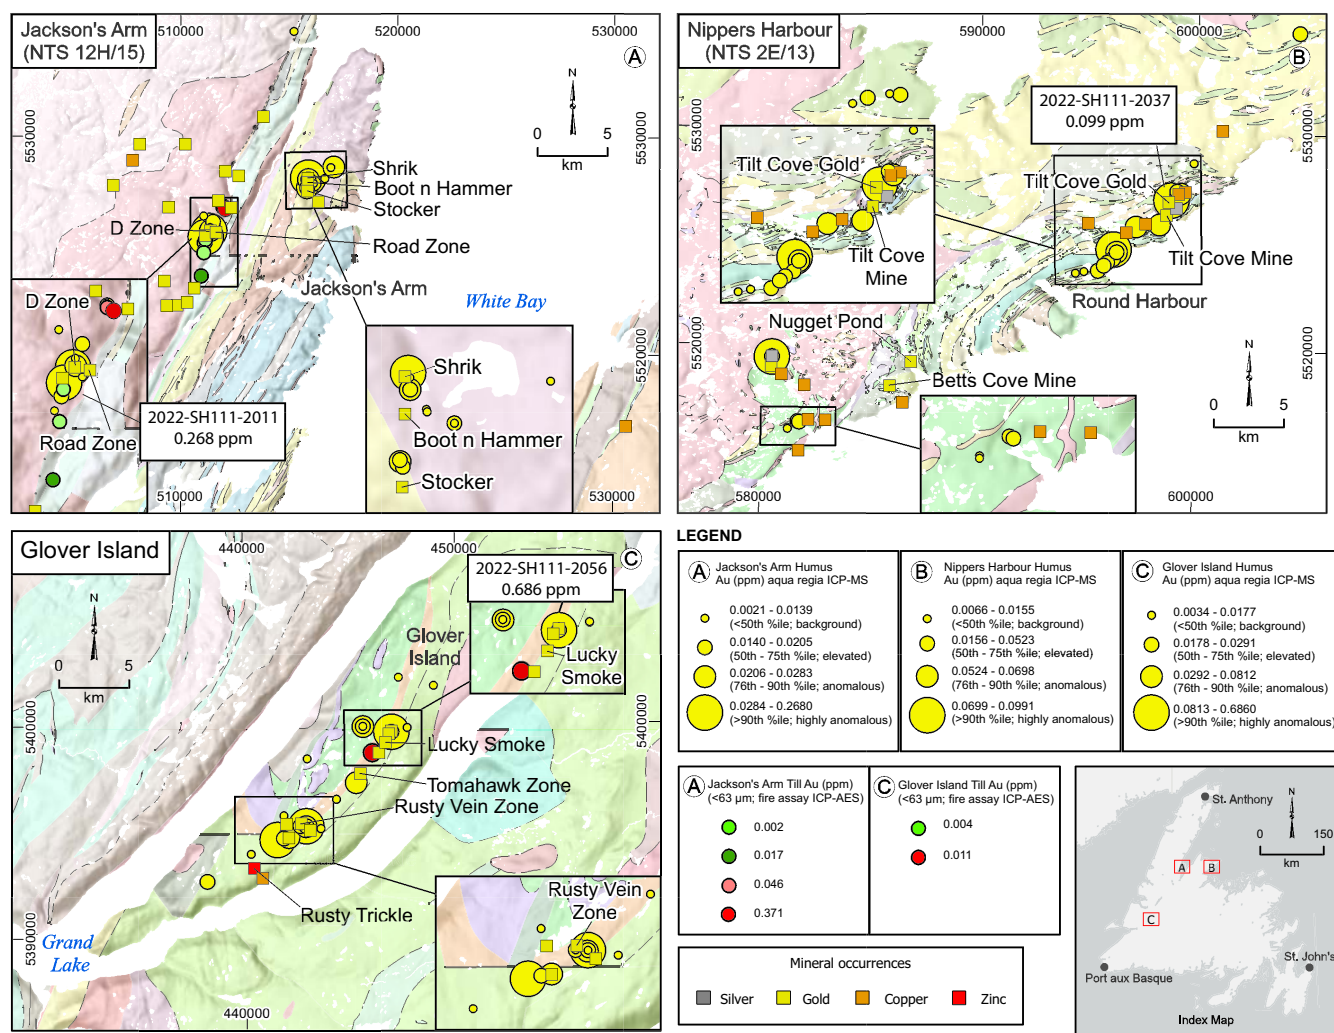 Jackson's Arm
(NTS 12H/15)
510000
520000
A
N
0 5
km
5530000
5530000
Shrik
Boot n Hammer
Stocker
D Zone
Road Zone
Jackson's Arm
White Bay
D Zone
2022-SH111-2011
0.268 ppm
Road Zone
Shrik
Boot n Hammer
Stocker
5520000
510000
530000
Nippers Harbour
(NTS 2E/13)
590000
600000
B
2022-SH111-2037
0.099 ppm
5530000
5530000
Tilt Cove Gold
Tilt Cove
Mine
Tilt Cove Gold
Tilt Cove Mine
Round Harbour
Nugget Pond
Betts Cove Mine
5520000
5520000
N
0 5
km
580000
600000
Glover Island
440000
450000
C
2022-SH111-2056
0.686 ppm
N
0 5
km
Glover
Island
Lucky
Smoke
Lucky Smoke
Tomahawk Zone
Rusty Vein Zone
Rusty Trickle
Rusty Vein
Zone
5400000
5400000
5390000
Grand
Lake
440000
LEGEND
A Jackson's Arm Humus
Au (ppm) aqua regia ICP-MS
0.0021 - 0.0139
(<50th %ile; background)
0.0140 - 0.0205
(50th - 75th %ile; elevated)
0.0206 - 0.0283
(76th - 90th %ile; anomalous)
0.0284 - 0.2680
(>90th %ile; highly anomalous)
B Nippers Harbour Humus
Au (ppm) aqua regia ICP-MS
0.0066 - 0.0155
(<50th %ile; background)
0.0156 - 0.0523
(50th - 75th %ile; elevated)
0.0524 - 0.0698
(76th - 90th %ile; anomalous)
0.0699 - 0.0991
(>90th %ile; highly anomalous)
C Glover Island Humus
Au (ppm) aqua regia ICP-MS
0.0034 - 0.0177
(<50th %ile; background)
0.0178 - 0.0291
(50th - 75th %ile; elevated)
0.0292 - 0.0812
(76th - 90th %ile; anomalous)
0.0813 - 0.6860
(>90th %ile; highly anomalous)
A Jackson's Arm Till Au (ppm)
(<63 µm; fire assay ICP-AES)
0.002
0.017
0.046
0.371
C Glover Island Till Au (ppm)
(<63 µm; fire assay ICP-AES)
0.004
0.011
Mineral occurrences
Silver Gold Copper Zinc
St. Anthony
N
0 150
km
A
B
C
Port aux Basque
St. John's
Index Map